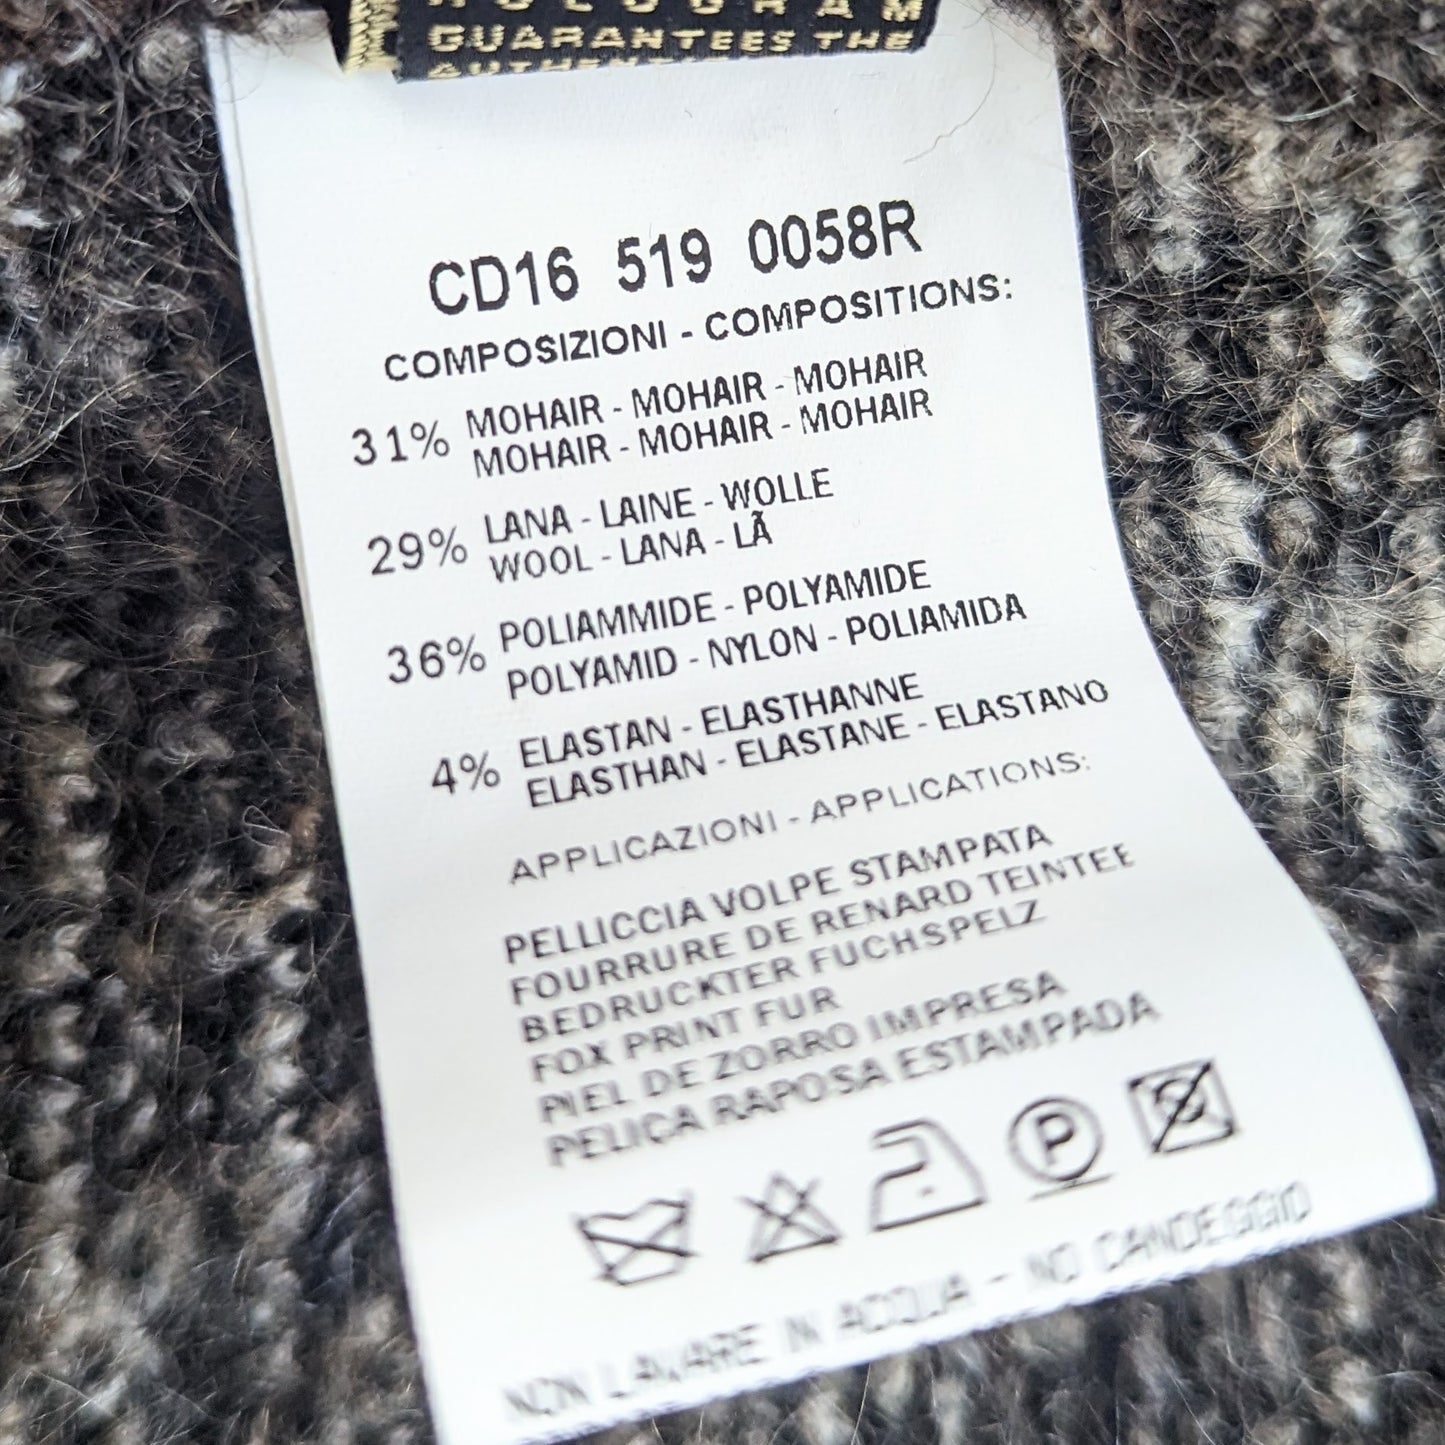 HOLOGRAM
GUARANTEES THE
CD16 519 0058R
COMPOSIZIONI - COMPOSITIONS:
31% MOHAIR - MOHAIR - MOHAIR
MOHAIR - MOHAIR - MOHAIR
29% LANA - LAINE - WOLLE
WOOL - LANA - LÃ
36% POLIAMMIDE - POLYAMIDE
POLYAMID - NYLON - POLIAMIDA
4% ELASTAN - ELASTHANNE
ELASTHAN - ELASTANE - ELASTANO
APPLICAZIONI - APPLICATIONS:
PELLICCIA VOLPE STAMPATA
FOURRURE DE RENARD TEINTEE
BEDRUCKTER FUCHSPELZ
FOX PRINT FUR
PIEL DE ZORRO IMPRESA
PELIÇA RAPOSA ESTAMPADA
P
NON LAVARE IN ACQUA - NO CANDEGGIO